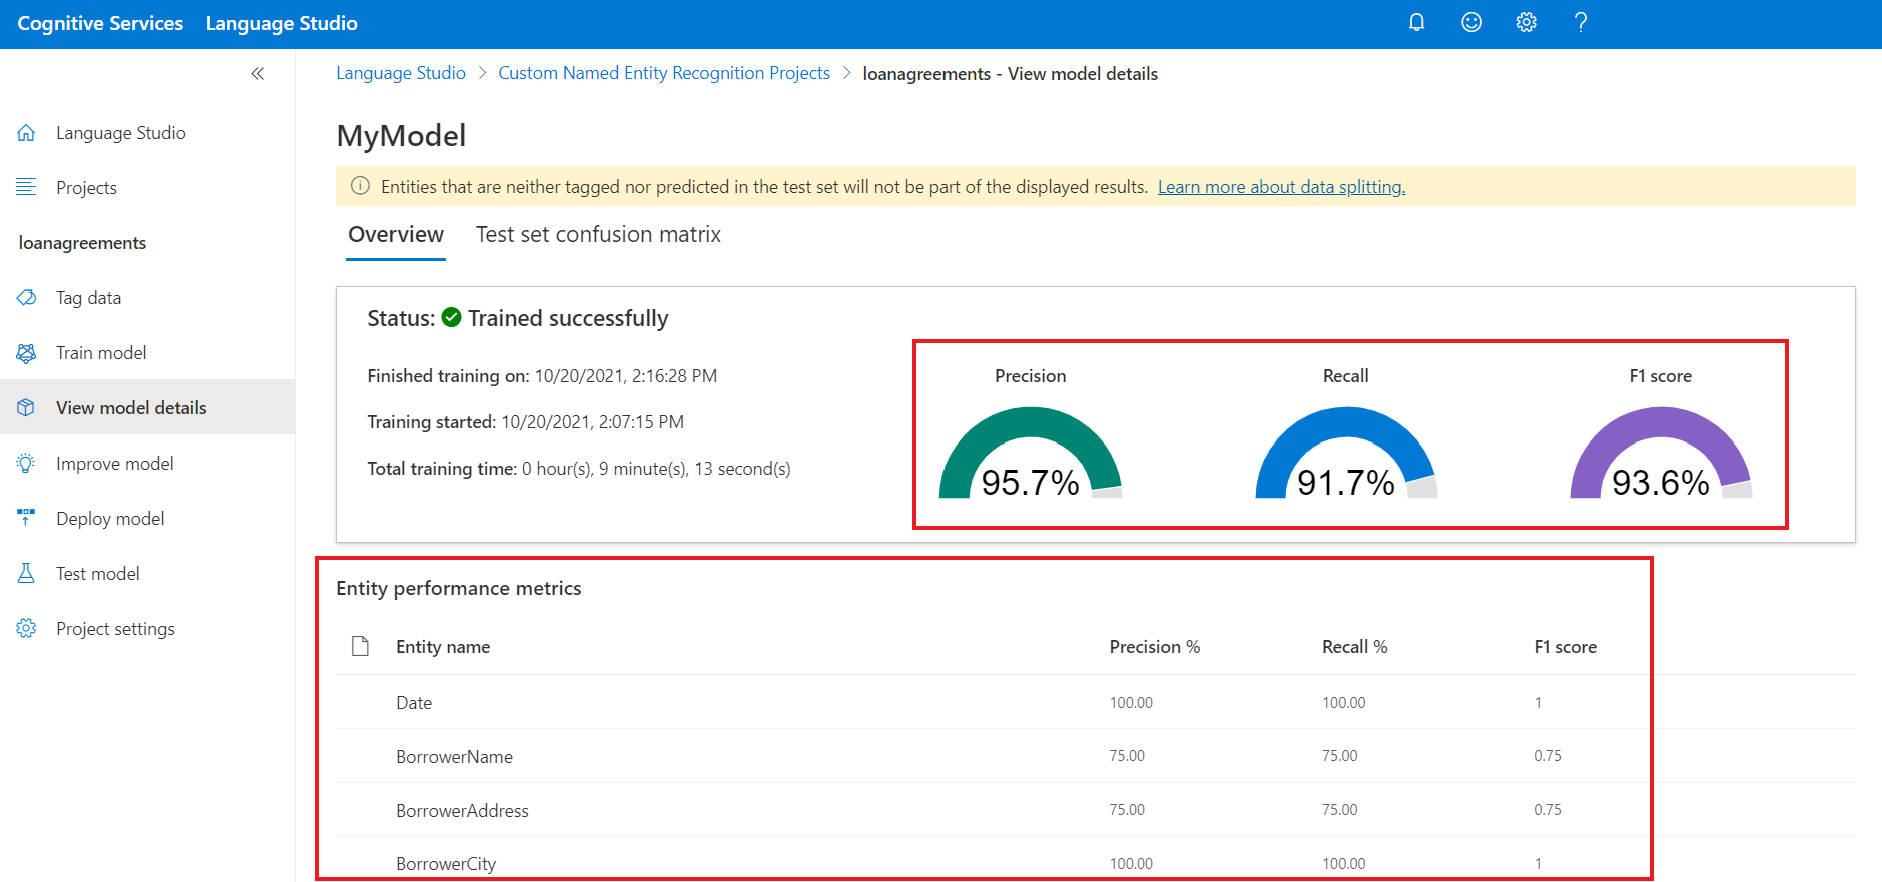 Cognitive Services Language Studio
Language Studio > Custom Named Entity Recognition Projects > loanagreements - View model details
Language Studio
Projects
loanagreements
Tag data
Train model
View model details
Improve model
Deploy model
Test model
Project settings
MyModel
Entities that are neither tagged nor predicted in the test set will not be part of the displayed results. Learn more about data splitting.
Overview Test set confusion matrix
Status: Trained successfully
Finished training on: 10/20/2021, 2:16:28 PM
Training started: 10/20/2021, 2:07:15 PM
Total training time: 0 hour(s), 9 minute(s), 13 second(s)
Precision Recall F1 score
95.7% 91.7% 93.6%
Entity performance metrics
Entity name Precision % Recall % F1 score
Date 100.00 100.00 1
BorrowerName 75.00 75.00 0.75
BorrowerAddress 75.00 75.00 0.75
BorrowerCity 100.00 100.00 1